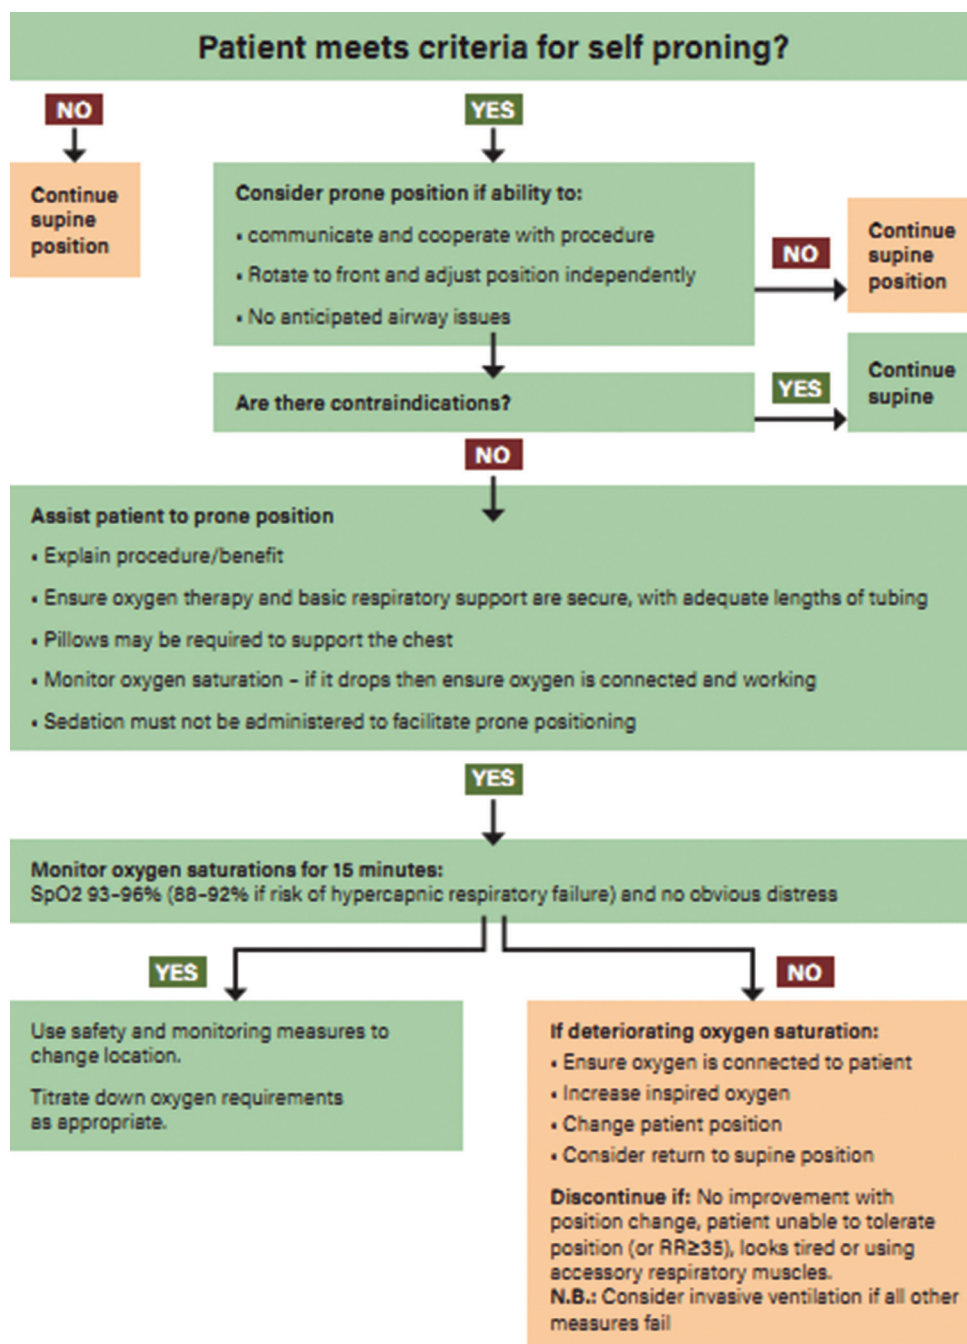 Patient meets criteria for self proning?
NO
YES
Continue
supine
position
Consider prone position if ability to:
• communicate and cooperate with procedure
• Rotate to front and adjust position independently
• No anticipated airway issues
NO
Continue
supine
position
Are there contraindications?
YES
Continue
supine
NO
Assist patient to prone position
• Explain procedure/benefit
• Ensure oxygen therapy and basic respiratory support are secure, with adequate lengths of tubing
• Pillows may be required to support the chest
• Monitor oxygen saturation – if it drops then ensure oxygen is connected and working
• Sedation must not be administered to facilitate prone positioning
YES
Monitor oxygen saturations for 15 minutes:
SpO2 93–96% (88–92% if risk of hypercapnic respiratory failure) and no obvious distress
YES
Use safety and monitoring measures to
change location.
Titrate down oxygen requirements
as appropriate.
NO
If deteriorating oxygen saturation:
• Ensure oxygen is connected to patient
• Increase inspired oxygen
• Change patient position
• Consider return to supine position
Discontinue if: No improvement with
position change, patient unable to tolerate
position (or RR≥35), looks tired or using
accessory respiratory muscles.
N.B.: Consider invasive ventilation if all other
measures fail